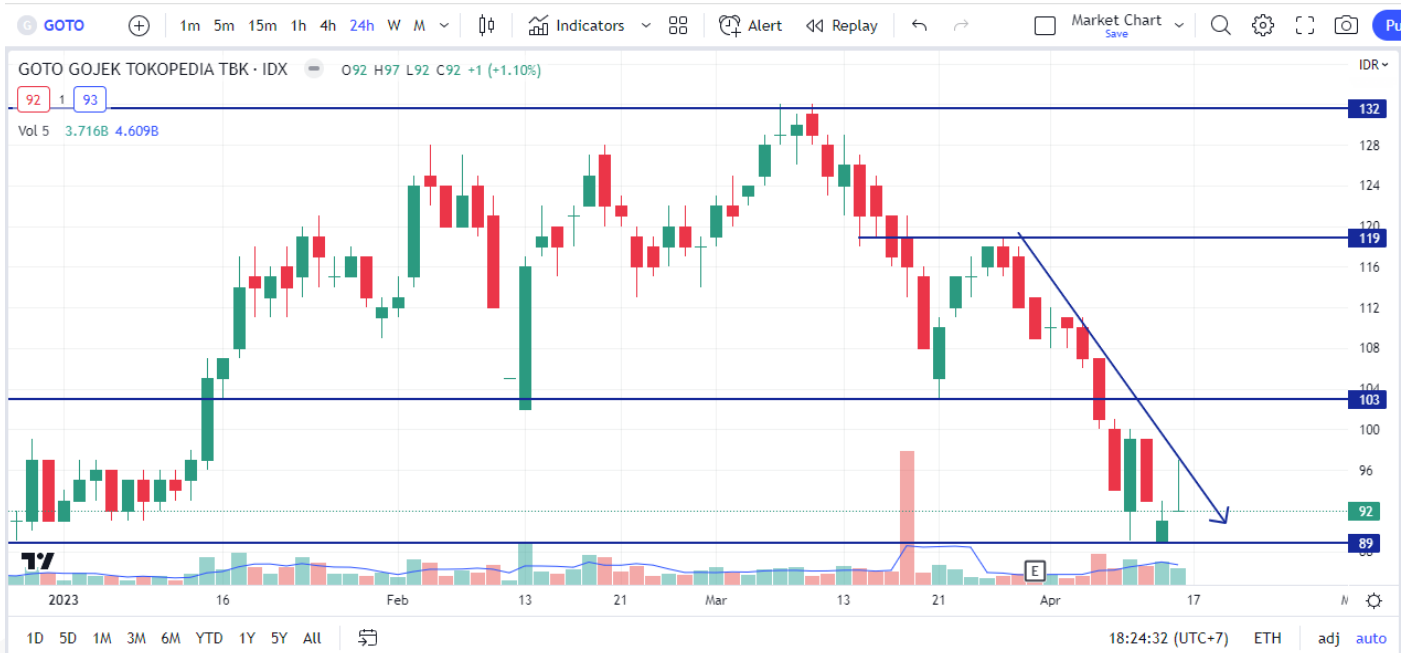 G GOTO 1m 5m 15m 1h 4h 24h W M Indicators Alert Replay Market Chart Save
GOTO GOJEK TOKOPEDIA TBK · IDX O92 H97 L92 C92 +1 (+1.10%) IDR
92 1 93
Vol 5 3.716B 4.609B
132
128
124
120
119
116
112
108
104
103
100
96
92
89
E
2023 16 Feb 13 21 Mar 13 21 Apr 17
1D 5D 1M 3M 6M YTD 1Y 5Y All 18:24:32 (UTC+7) ETH adj auto